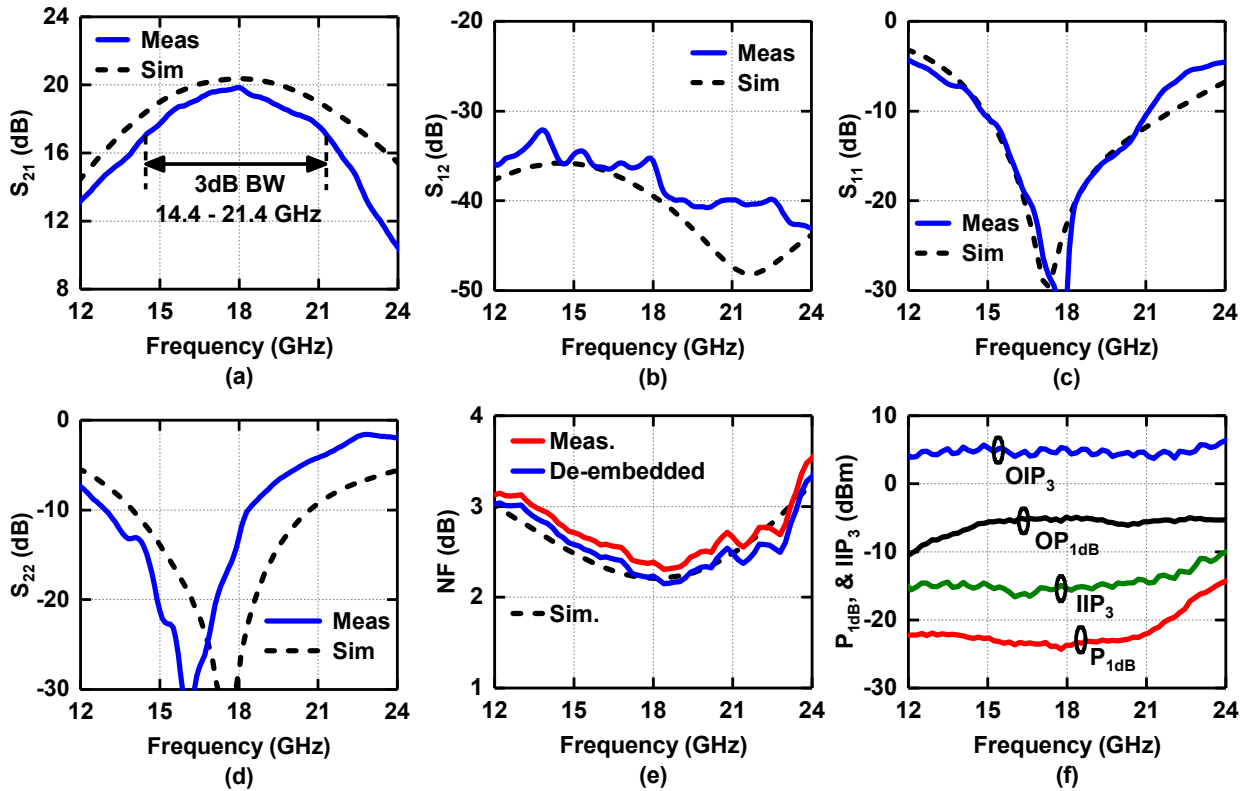 24
20
16
12
8
S21 (dB)
Meas
Sim
3dB BW
14.4 - 21.4 GHz
12 15 18 21 24
Frequency (GHz)
(a)
-20
-30
-40
-50
S12 (dB)
Meas
Sim
12 15 18 21 24
Frequency (GHz)
(b)
-0
-10
-20
-30
S11 (dB)
Meas
Sim
12 15 18 21 24
Frequency (GHz)
(c)
0
-10
-20
-30
S22 (dB)
Meas
Sim
12 15 18 21 24
Frequency (GHz)
(d)
4
3
2
1
NF (dB)
Meas.
De-embedded
Sim.
12 15 18 21 24
Frequency (GHz)
(e)
10
0
-10
-20
-30
P1dB, & IIP3 (dBm)
OIP3
OP1dB
IIP3
P1dB
12 15 18 21 24
Frequency (GHz)
(f)